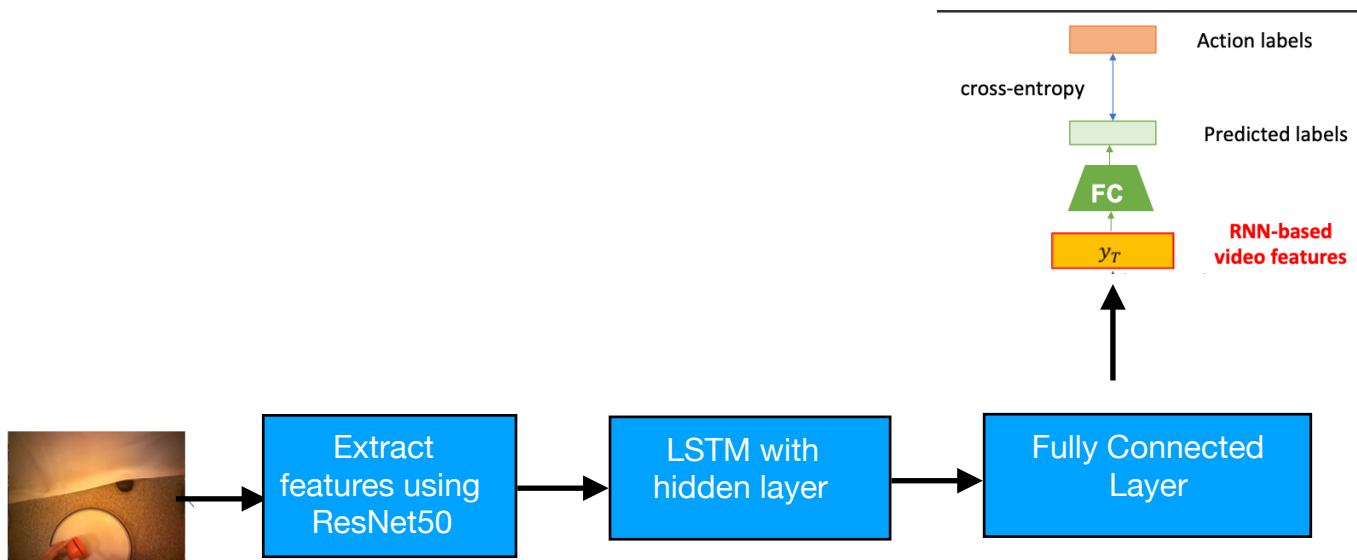 Action labels
cross-entropy
Predicted labels
FC
RNN-based
video features
y_T
Extract
features using
ResNet50
LSTM with
hidden layer
Fully Connected
Layer